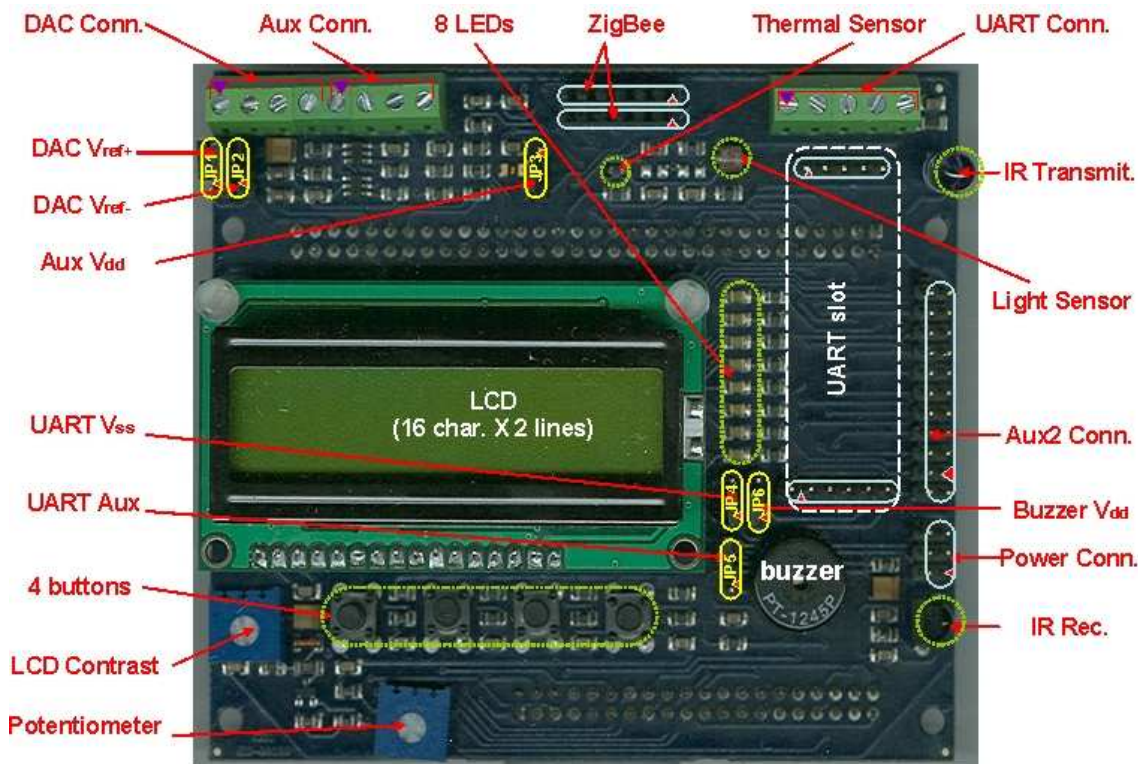 DAC Conn.
Aux Conn.
8 LEDs
ZigBee
Thermal Sensor
UART Conn.
DAC Vref+
JP1
JP2
JP3
DAC Vref-
IR Transmit.
Aux Vdd
Light Sensor
UART slot
LCD
(16 char. X 2 lines)
UART Vss
Aux2 Conn.
UART Aux
JP4
JP6
Buzzer Vdd
JP5
Power Conn.
buzzer
PT-1245P
4 buttons
IR Rec.
LCD Contrast
Potentiometer